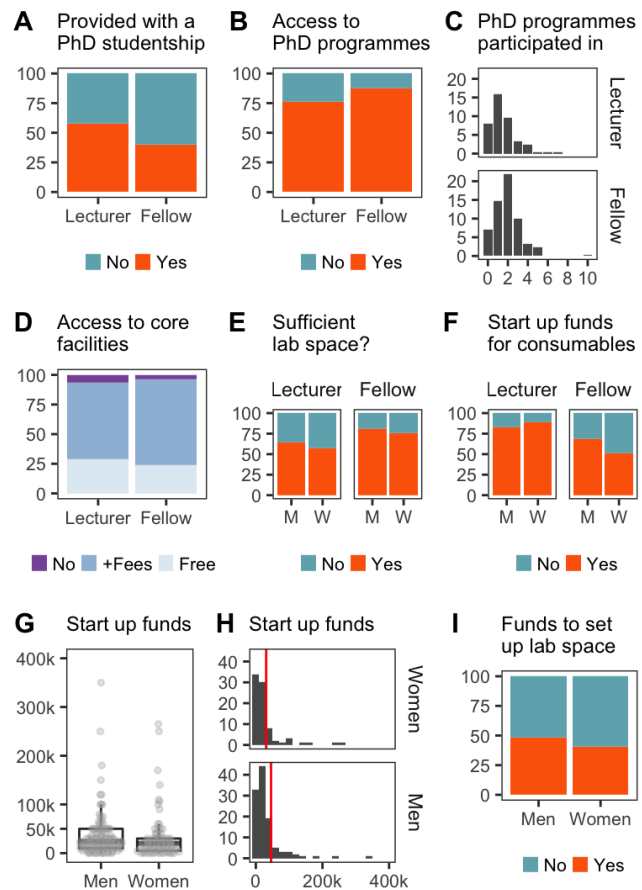 A Provided with a
PhD studentship
100
75
50
25
0
Lecturer Fellow
No Yes
B Access to
PhD programmes
100
75
50
25
0
Lecturer Fellow
No Yes
C PhD programmes
participated in
20
15
10
5
0
Lecturer
20
15
10
5
0
Fellow
0 2 4 6 8 10
D Access to core
facilities
100
75
50
25
0
Lecturer Fellow
No +Fees Free
E Sufficient
lab space?
Lecturer Fellow
100
75
50
25
0
M W M W
No Yes
F Start up funds
for consumables
Lecturer Fellow
100
75
50
25
0
M W M W
No Yes
G Start up funds
400k
300k
200k
100k
50k
0
Men Women
H Start up funds
40
30
20
10
0
Women
40
30
20
10
0
Men
0 200k 400k
I Funds to set
up lab space
100
75
50
25
0
Men Women
No Yes